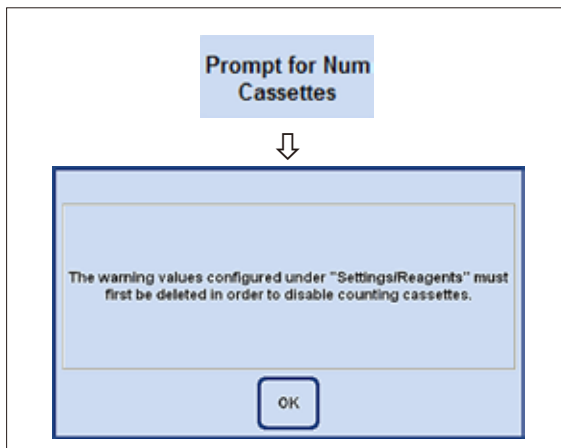 Prompt for Num
Cassettes
The warning values configured under "Settings/Reagents" must
first be deleted in order to disable counting cassettes.
OK